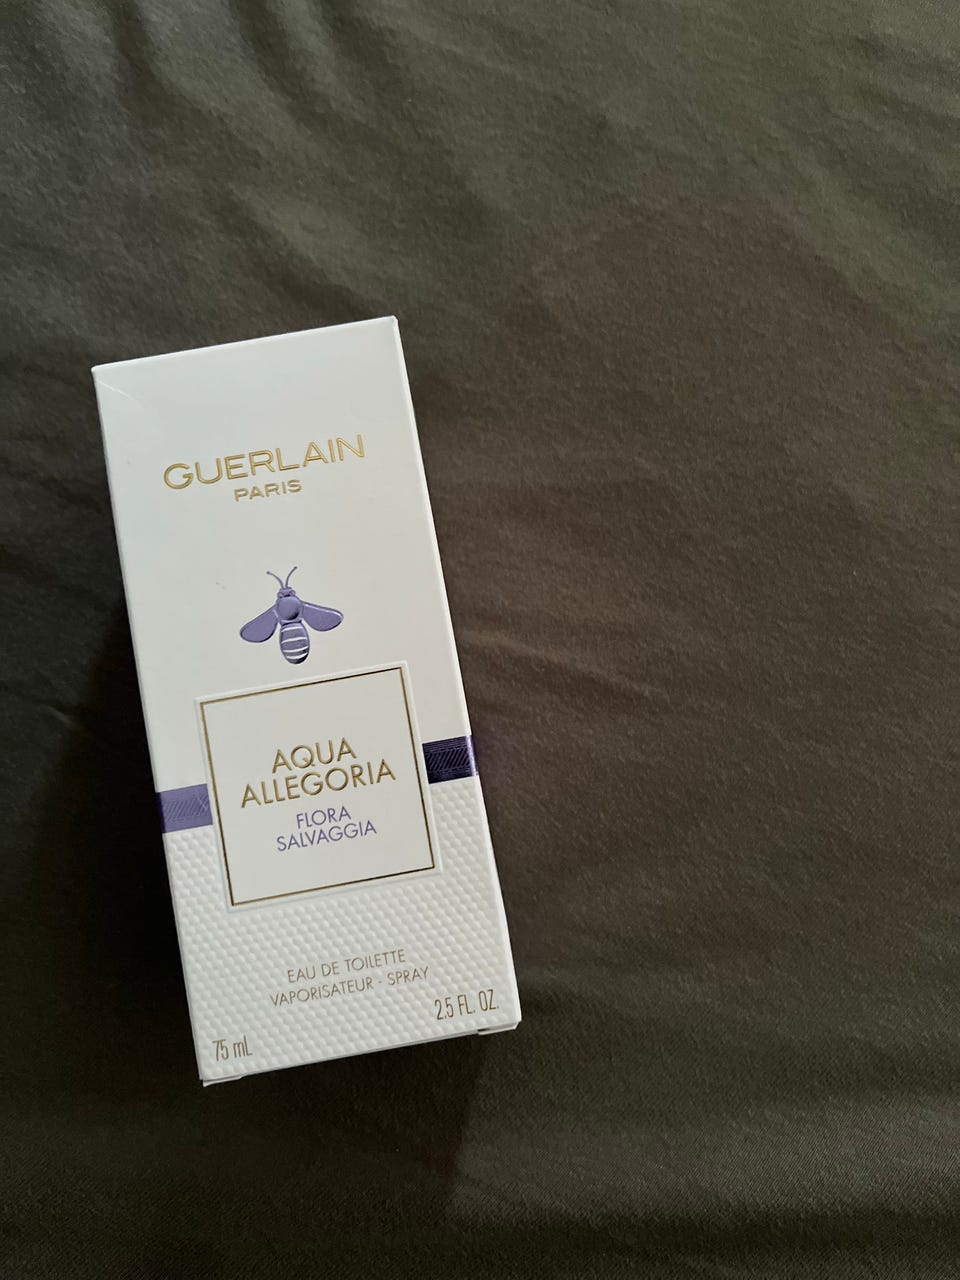 GUERLAIN
PARIS
AQUA
ALLEGORIA
FLORA
SALVAGGIA
EAU DE TOILETTE
VAPORISATEUR - SPRAY
75 mL
2.5 FL. OZ.